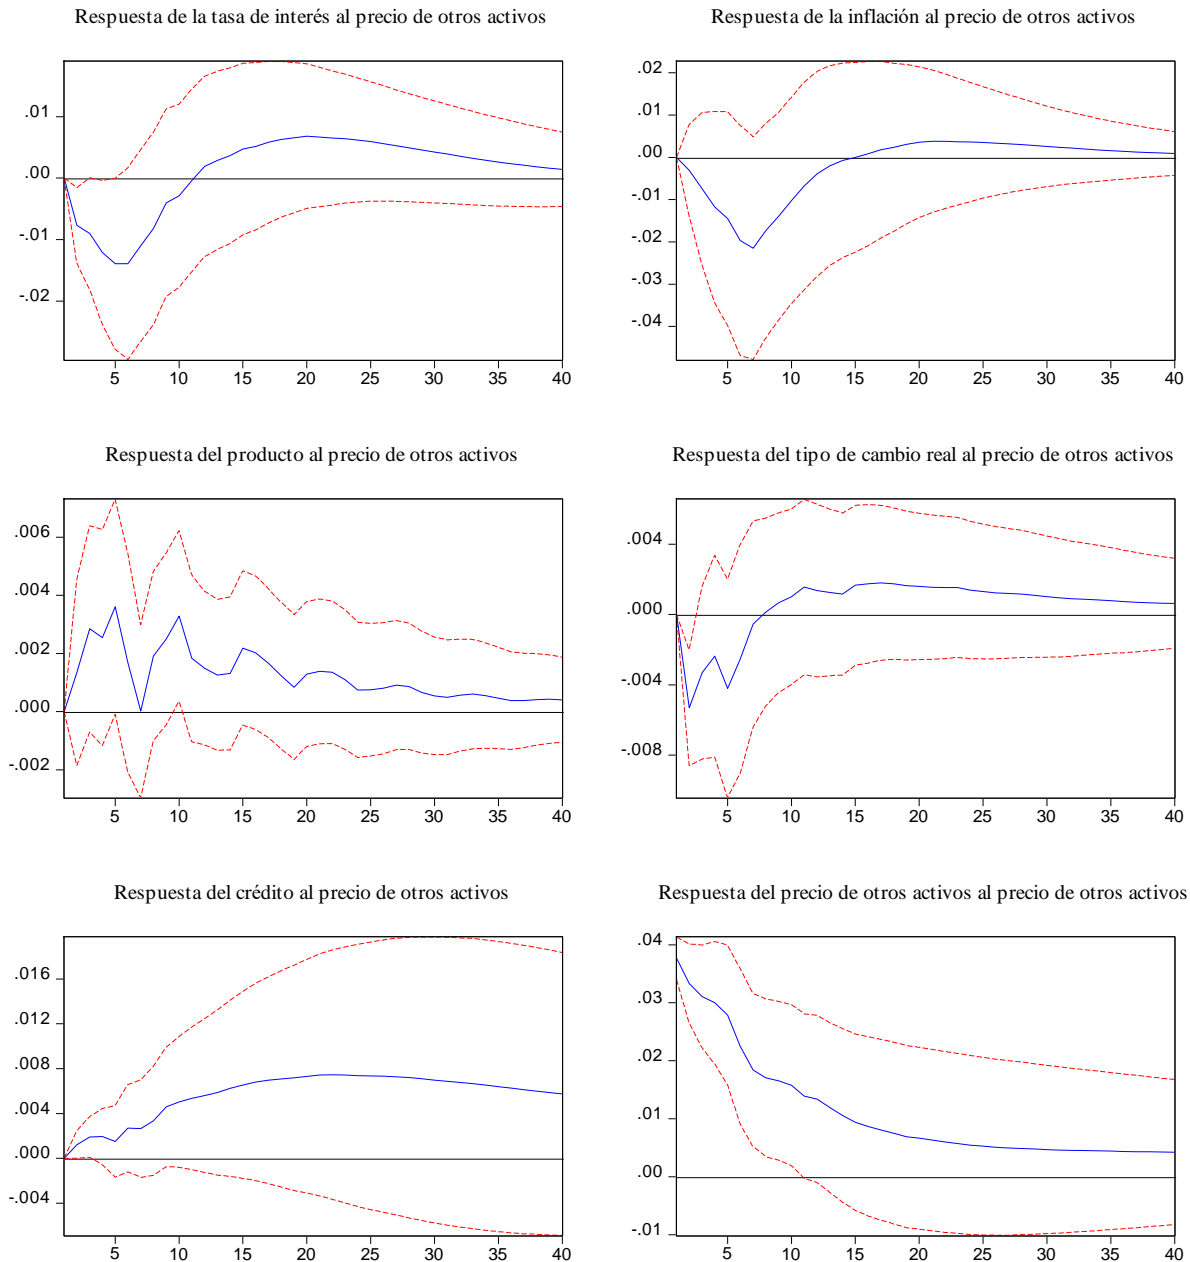 Respuesta de la tasa de interés al precio de otros activos
.01
.00
-.01
-.02
5 10 15 20 25 30 35 40
Respuesta de la inflación al precio de otros activos
.02
.01
.00
-.01
-.02
-.03
-.04
5 10 15 20 25 30 35 40
Respuesta del producto al precio de otros activos
.006
.004
.002
.000
-.002
5 10 15 20 25 30 35 40
Respuesta del tipo de cambio real al precio de otros activos
.004
.000
-.004
-.008
5 10 15 20 25 30 35 40
Respuesta del crédito al precio de otros activos
.016
.012
.008
.004
.000
-.004
5 10 15 20 25 30 35 40
Respuesta del precio de otros activos al precio de otros activos
.04
.03
.02
.01
.00
-.01
5 10 15 20 25 30 35 40